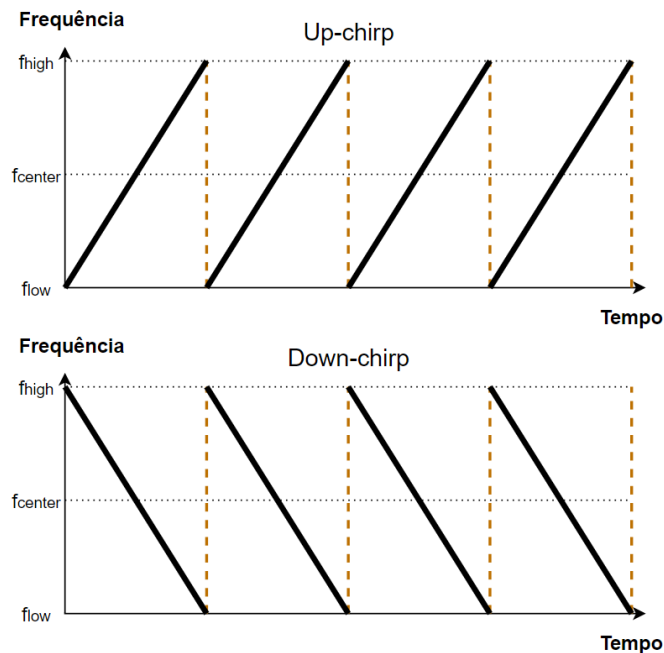 Frequência
Up-chirp
fhigh
fcenter
flow
Tempo
Frequência
Down-chirp
fhigh
fcenter
flow
Tempo